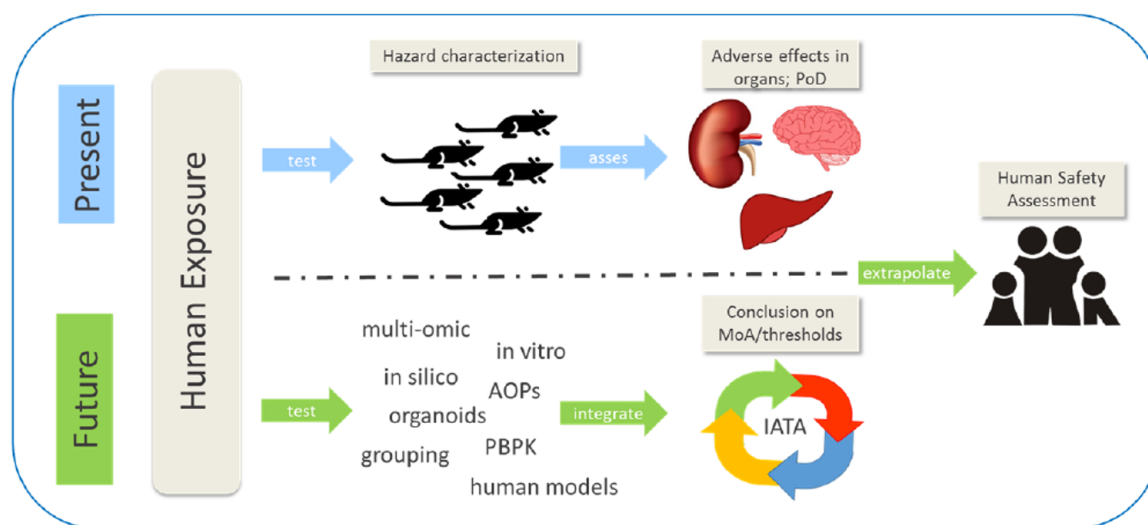 Present
Human Exposure
Hazard characterization
test
asses
Adverse effects in
organs; PoD
Human Safety
Assessment
extrapolate
Future
test
multi-omic
in vitro
in silico
AOPs
organoids
grouping
PBPK
human models
integrate
Conclusion on
MoA/thresholds
IATA